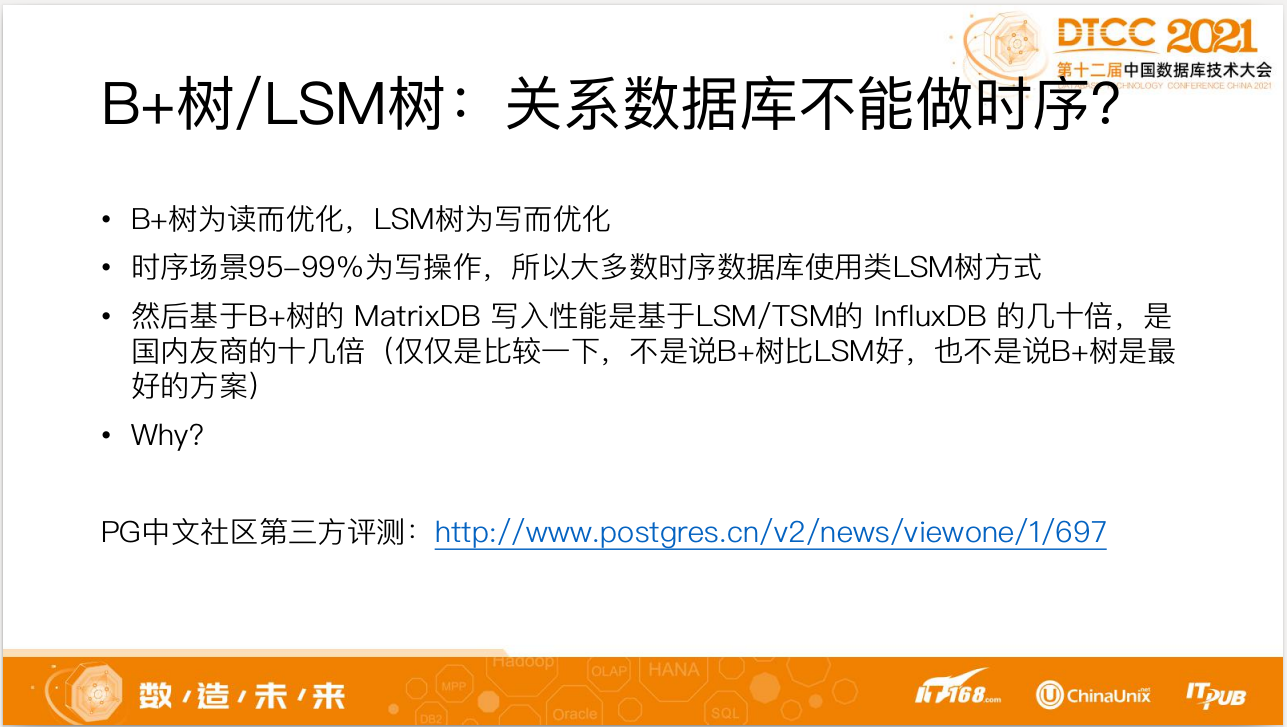 DTCC 2021
第十二届中国数据库技术大会
B+树/LSM树：关系数据库不能做时序？
• B+树为读而优化，LSM树为写而优化
• 时序场景95–99%为写操作，所以大多数时序数据库使用类LSM树方式
• 然后基于B+树的 MatrixDB 写入性能是基于LSM/TSM的 InfluxDB 的几十倍，是
国内友商的十几倍（仅仅是比较一下，不是说B+树比LSM好，也不是说B+树是最
好的方案）
• Why?
PG中文社区第三方评测：http://www.postgres.cn/v2/news/viewone/1/697
Hadoop
OLAP
HANA
MPP
DB2
Oracle
SQL
数造未来
IT168.com
ChinaUnix
ITPUB